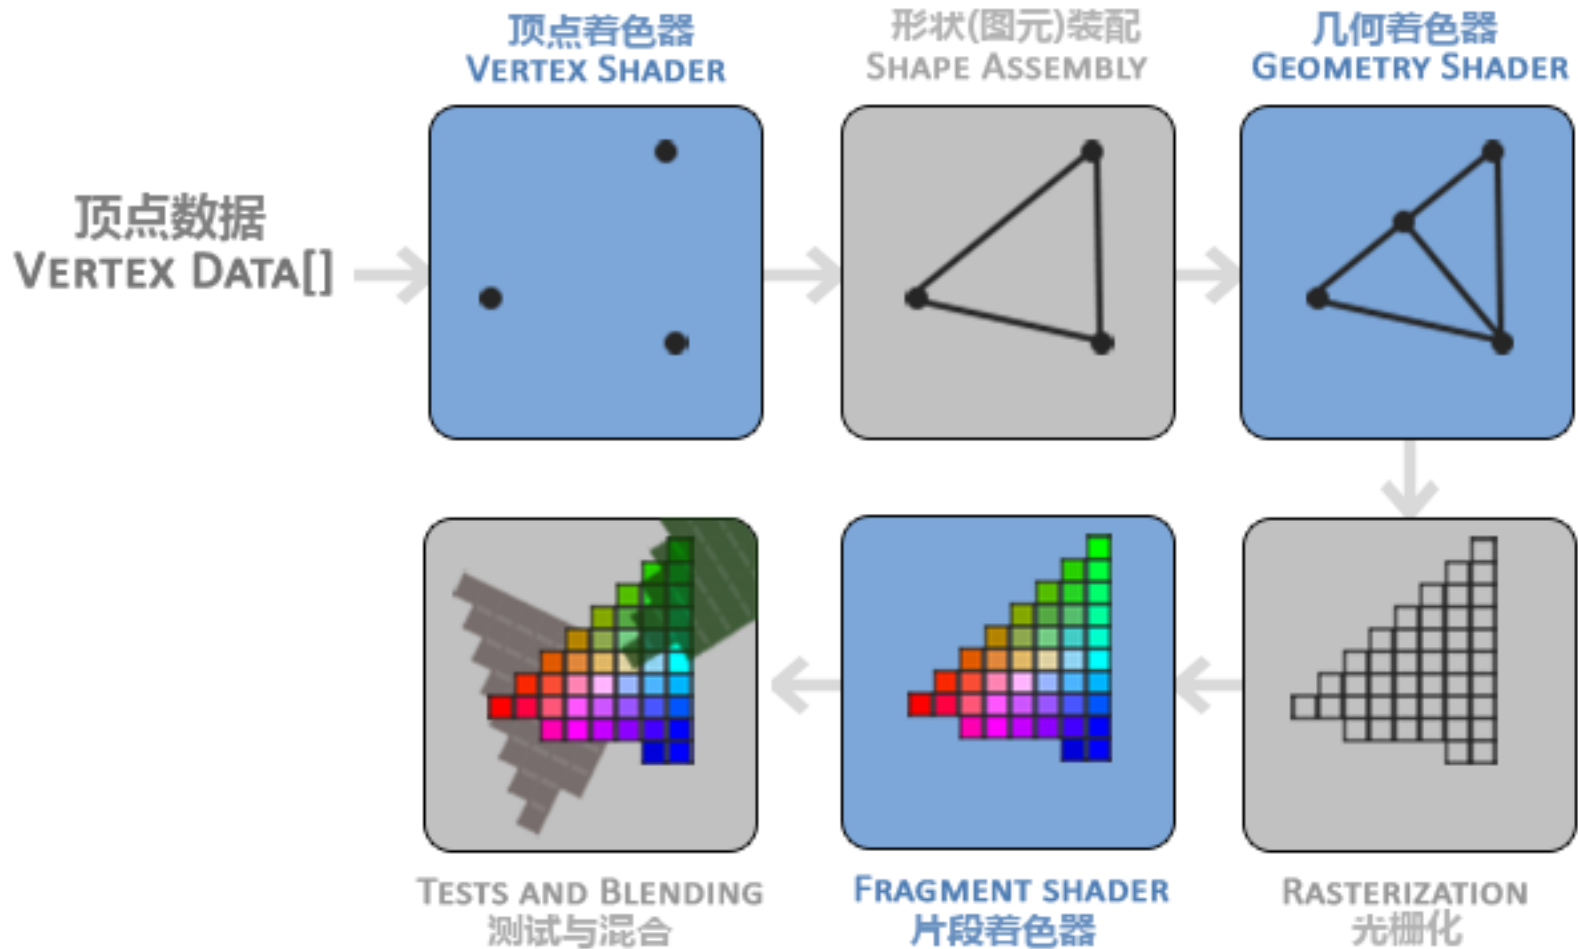 顶点着色器
VERTEX SHADER
形状(图元)装配
SHAPE ASSEMBLY
几何着色器
GEOMETRY SHADER
顶点数据
VERTEX DATA[]
TESTS AND BLENDING
测试与混合
FRAGMENT SHADER
片段着色器
RASTERIZATION
光栅化